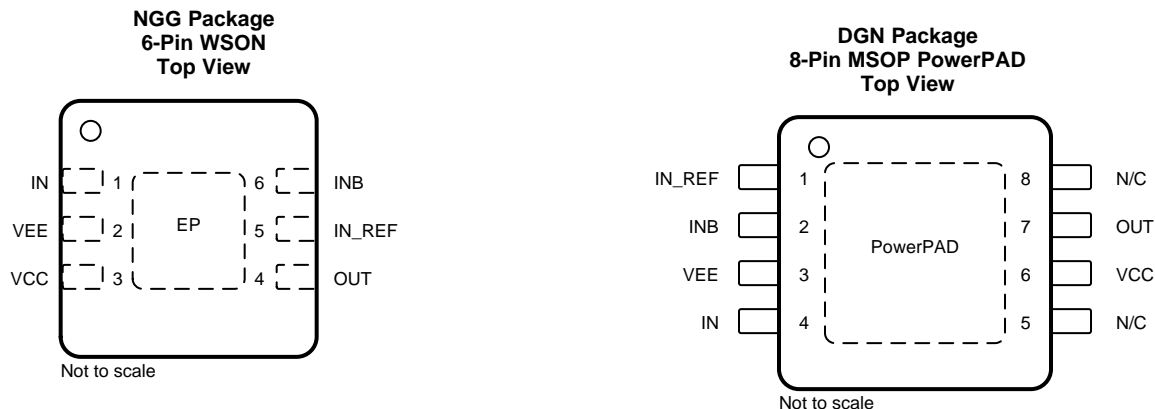 NGG Package
6-Pin WSON
Top View
IN 1 6 INB
VEE 2 EP 5 IN_REF
VCC 3 4 OUT
Not to scale
DGN Package
8-Pin MSOP PowerPAD
Top View
IN_REF 1 8 N/C
INB 2 7 OUT
PowerPAD
VEE 3 6 VCC
IN 4 5 N/C
Not to scale